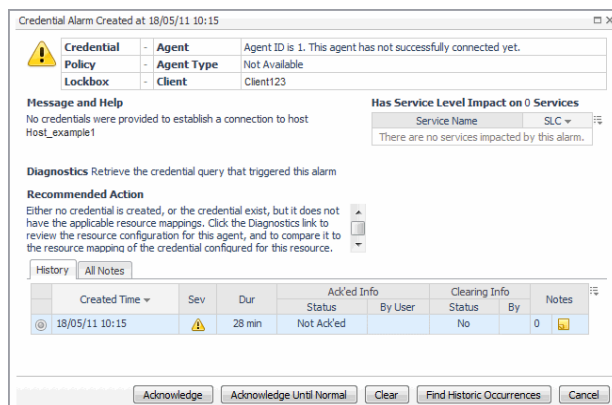 Credential Alarm Created at 18/05/11 10:15
Credential - Agent Agent ID is 1. This agent has not successfully connected yet.
Policy - Agent Type Not Available
Lockbox - Client Client123
Message and Help
No credentials were provided to establish a connection to host
Host_example1
Has Service Level Impact on 0 Services
Service Name SLC
There are no services impacted by this alarm.
Diagnostics Retrieve the credential query that triggered this alarm
Recommended Action
Either no credential is created, or the credential exist, but it does not
have the applicable resource mappings. Click the Diagnostics link to
review the resource configuration for this agent, and to compare it to
the resource mapping of the credential configured for this resource.
History All Notes
Created Time Sev Dur Ack'ed Info Clearing Info Notes
Status By User Status By
18/05/11 10:15 28 min Not Ack'ed No 0
Acknowledge Acknowledge Until Normal Clear Find Historic Occurrences Cancel